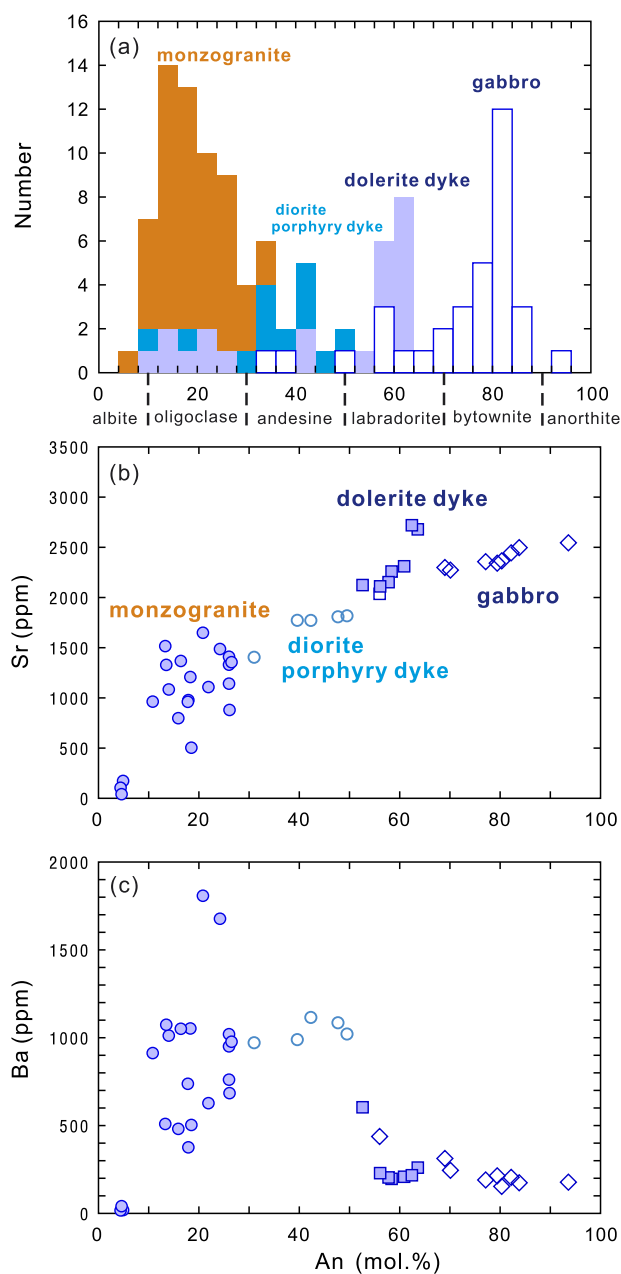 (a)
16
monzogranite
14
gabbro
12
10
Number
dolerite dyke
8
diorite
porphyry dyke
6
4
2
0
0 20 40 60 80 100
albite oligoclase andesine labradorite bytownite anorthite
3500
(b)
3000
dolerite dyke
2500
2000
gabbro
monzogranite
Sr (ppm)
1500
diorite
porphyry dyke
1000
500
0
0 20 40 60 80 100
2000
(c)
1000
1000
Ba (ppm)
500
0
0 20 40 60 80 100
An (mol.%)